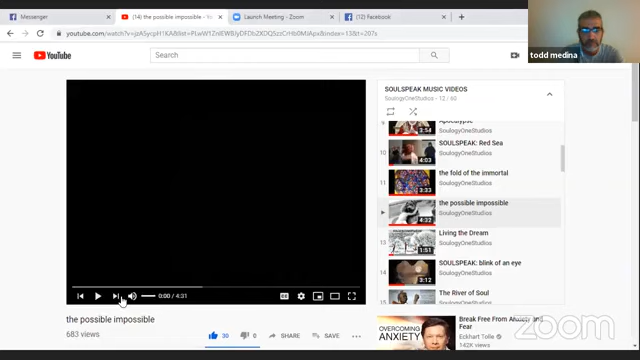 Messenger
(14) the possible impossible - Y
Launch Meeting - Zoom
Facebook
youtube.com/watch?v=jzA5ycpH1KA&list=PLwW1ZnlEWByDFDb2XDQSzzCrHd0MJApx&index=13&t=207s
todd medina
YouTube
Search
SOULSPEAK MUSIC VIDEOS
SoulogyOneStudios - 12 / 60
9
Apocalypse
SoulogyOneStudios
3:54
10
SOULSPEAK: Red Sea
SoulogyOneStudios
4:03
11
the fold of the immortal
SoulogyOneStudios
3:33
the possible impossible
SoulogyOneStudios
4:32
13
Living the Dream
SoulogyOneStudios
1:51
14
SOULSPEAK: blink of an eye
SoulogyOneStudios
3:12
15
The River of Soul
SoulogyOneStudios
0:00 / 4:31
the possible impossible
683 views
30
0
SHARE
SAVE
OVERCOMING
ANXIETY
Break Free From Anxiety and
Fear
Eckhart Tolle
142K views
zoom